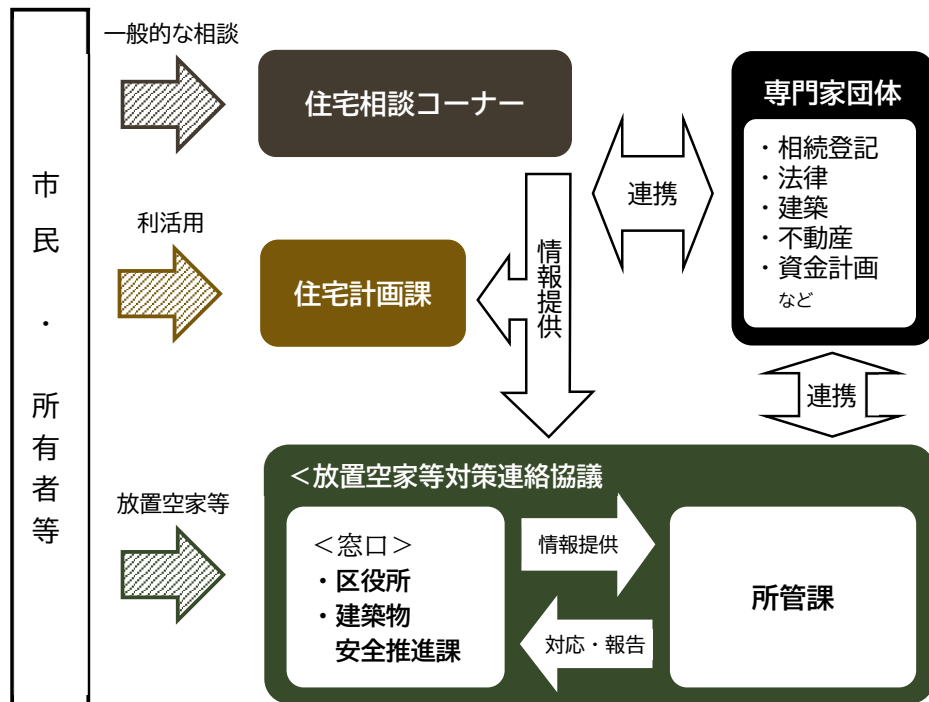 市民・所有者等
一般的な相談
住宅相談コーナー
利活用
住宅計画課
情報提供
連携
専門家団体
・相続登記
・法律
・建築
・不動産
・資金計画
など
連携
放置空家等
<放置空家等対策連絡協議
<窓口>
・区役所
・建築物
安全推進課
情報提供
対応・報告
所管課